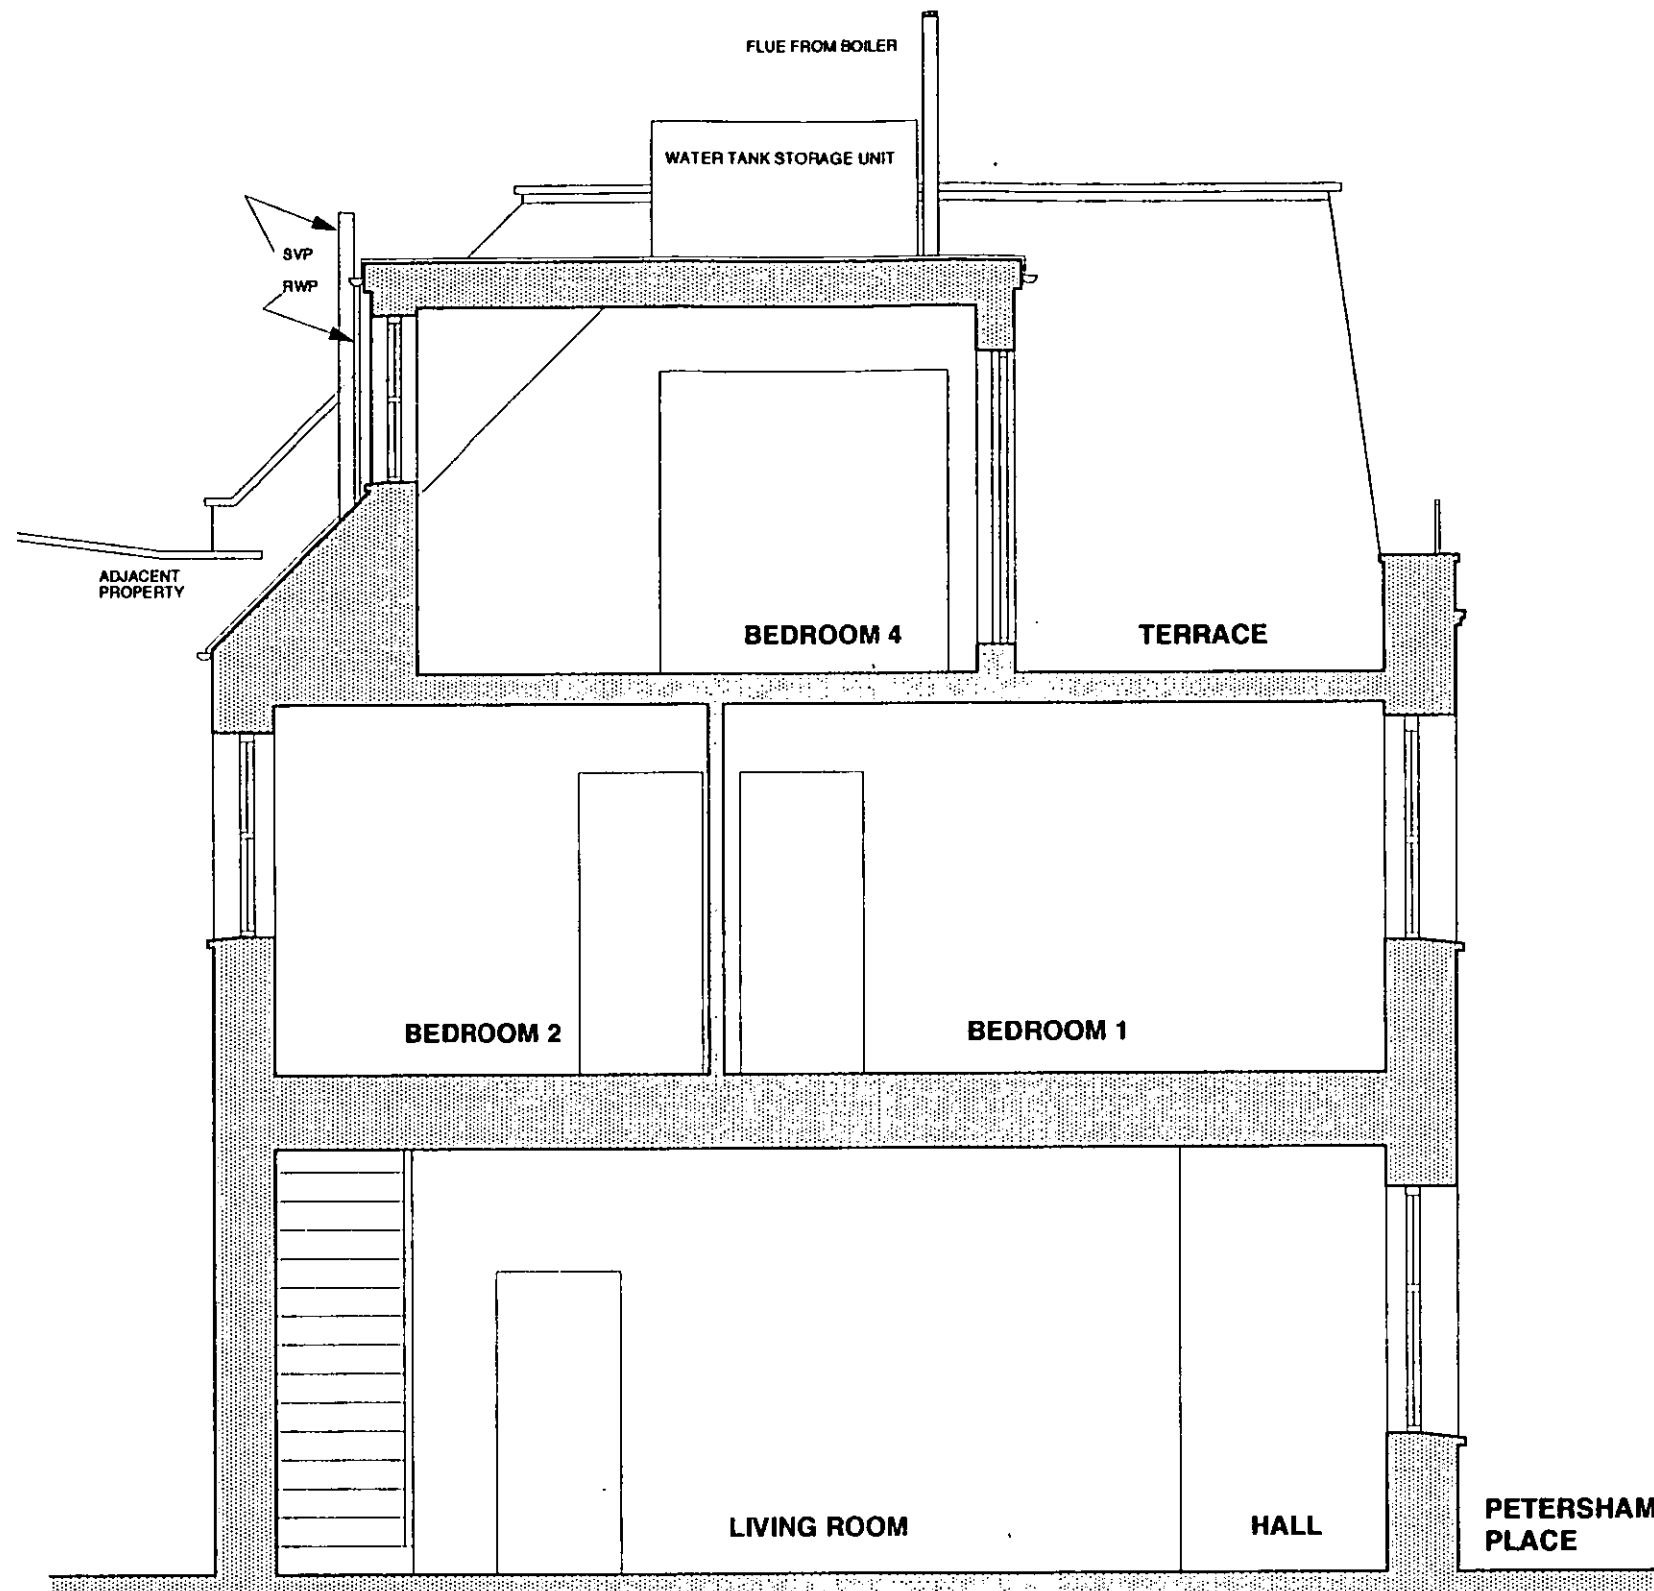 FLUE FROM BOILER
WATER TANK STORAGE UNIT
SVP
RWP
ADJACENT
PROPERTY
BEDROOM 4
TERRACE
BEDROOM 2
BEDROOM 1
LIVING ROOM
HALL
PETERSHAM
PLACE